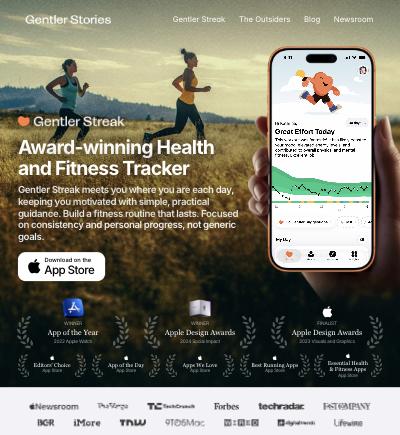 Gentler Stories
Gentler Streak
The Outsiders
Blog
Newsroom
Gentler Streak
Award-winning Health
and Fitness Tracker
Gentler Streak meets you where you are each day,
keeping you motivated with simple, practical
guidance. Build a fitness routine that lasts. Focused
on consistency and personal progress, not generic
goals.
Download on the
App Store
Great Effort Today
My Day
WINNER
App of the Year
2022 Apple Watch
WINNER
Apple Design Awards
2024 Social Impact
FINALIST
Apple Design Awards
2023 Visuals and Graphics
Editors' Choice
App Store
App of the Day
App Store
Apps We Love
App Store
Best Running Apps
App Store
Essential Health
& Fitness Apps
App Store
Newsroom
TechCrunch
Forbes
techradar.
FAST COMPANY
BGR
iMore
TNW
9TO5Mac
WIRED
digitaltrends
Lifewire